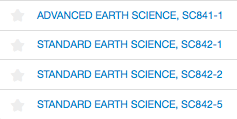 ADVANCED EARTH SCIENCE, SC841-1
STANDARD EARTH SCIENCE, SC842-1
STANDARD EARTH SCIENCE, SC842-2
STANDARD EARTH SCIENCE, SC842-5